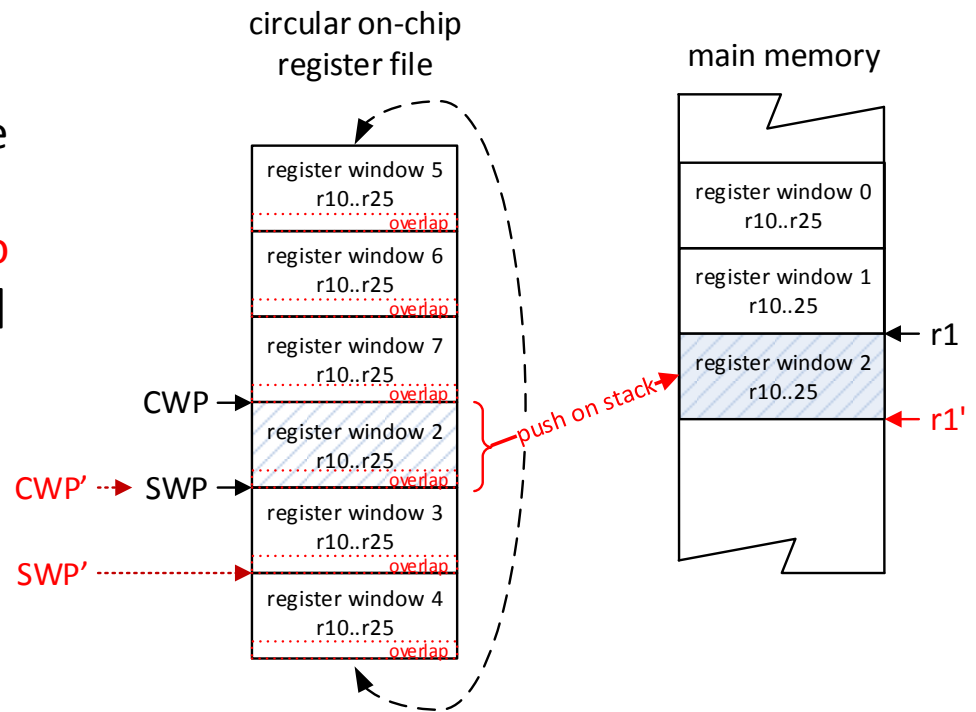 circular on-chip
register file
main memory
e
o
register window 5
r10..r25
overlap
register window 6
r10..r25
overlap
register window 7
r10..r25
overlap
CWP
register window 2
r10..r25
overlap
CWP’
SWP
register window 3
r10..r25
overlap
SWP’
register window 4
r10..r25
overlap
push on stack
register window 0
r10..r25
register window 1
r10..25
r1
register window 2
r10..25
r1'